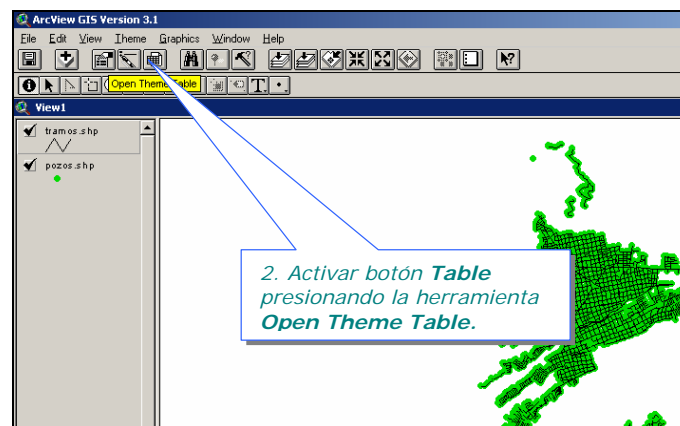 ArcView GIS Version 3.1
File Edit View Theme Graphics Window Help
Open Theme Table
T
View1
tramos.shp
pozos.shp
2. Activar botón Table
presionando la herramienta
Open Theme Table.